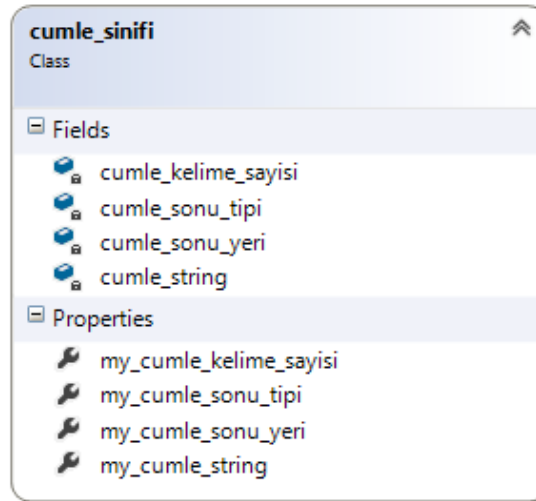 cumle_sinifi
Class
Fields
cumle_kelime_sayisi
cumle_sonu_tipi
cumle_sonu_yeri
cumle_string
Properties
my_cumle_kelime_sayisi
my_cumle_sonu_tipi
my_cumle_sonu_yeri
my_cumle_string